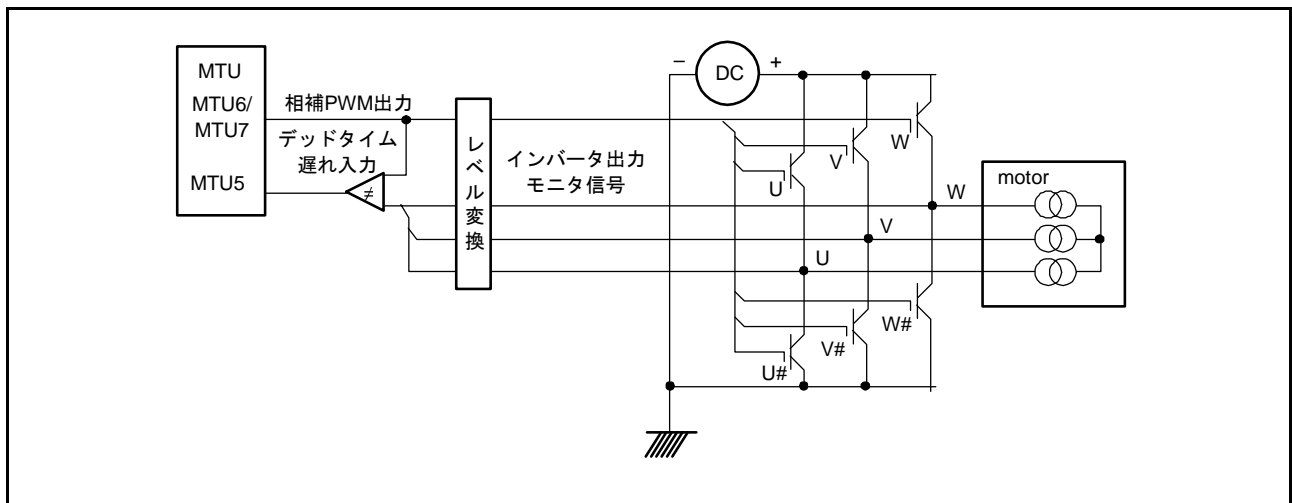 MTU
MTU6/
MTU7
MTU5
相補PWM出力
デッドタイム
遅れ入力
≠
レベル変換
インバータ出力
モニタ信号
− DC +
W
V
U
W
V
U
W#
V#
U#
motor